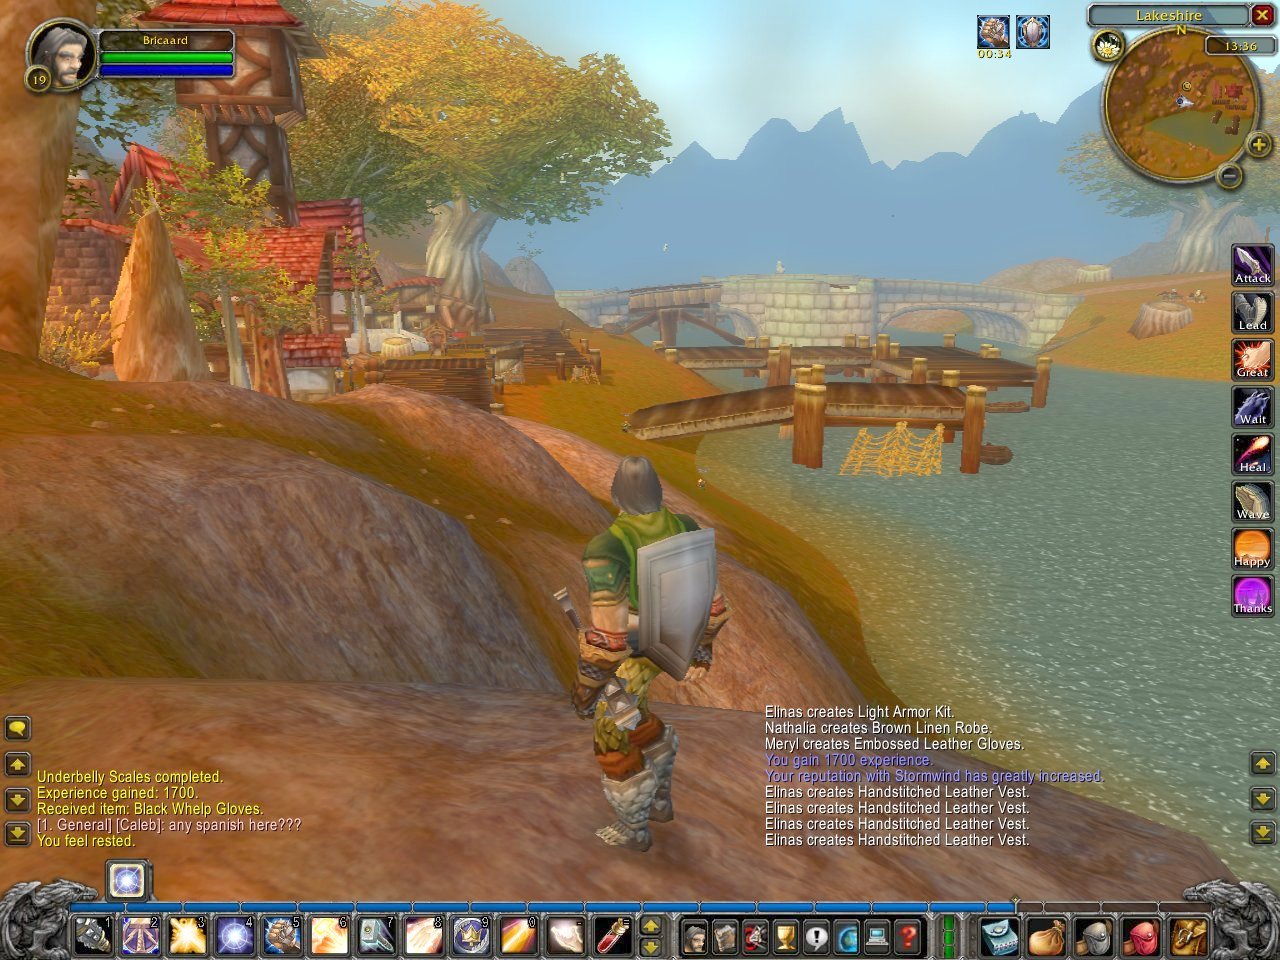 Lakeshire
N
Bricaard
13:36
19
00:34
Attack
Lead
Great
Wait
Heal
Wave
Happy
Thanks
Elinas creates Light Armor Kit.
Nathalia creates Brown Linen Robe.
Meryl creates Embossed Leather Gloves.
You gain 1700 experience.
Your reputation with Stormwind has greatly increased.
Elinas creates Handstitched Leather Vest.
Elinas creates Handstitched Leather Vest.
Elinas creates Handstitched Leather Vest.
Elinas creates Handstitched Leather Vest.
Underbelly Scales completed.
Experience gained: 1700.
Received item: Black Whelp Gloves.
[1. General] [Caleb]: any spanish here???
You feel rested.
1 2 3 4 5 6 7 8 9 0 - =